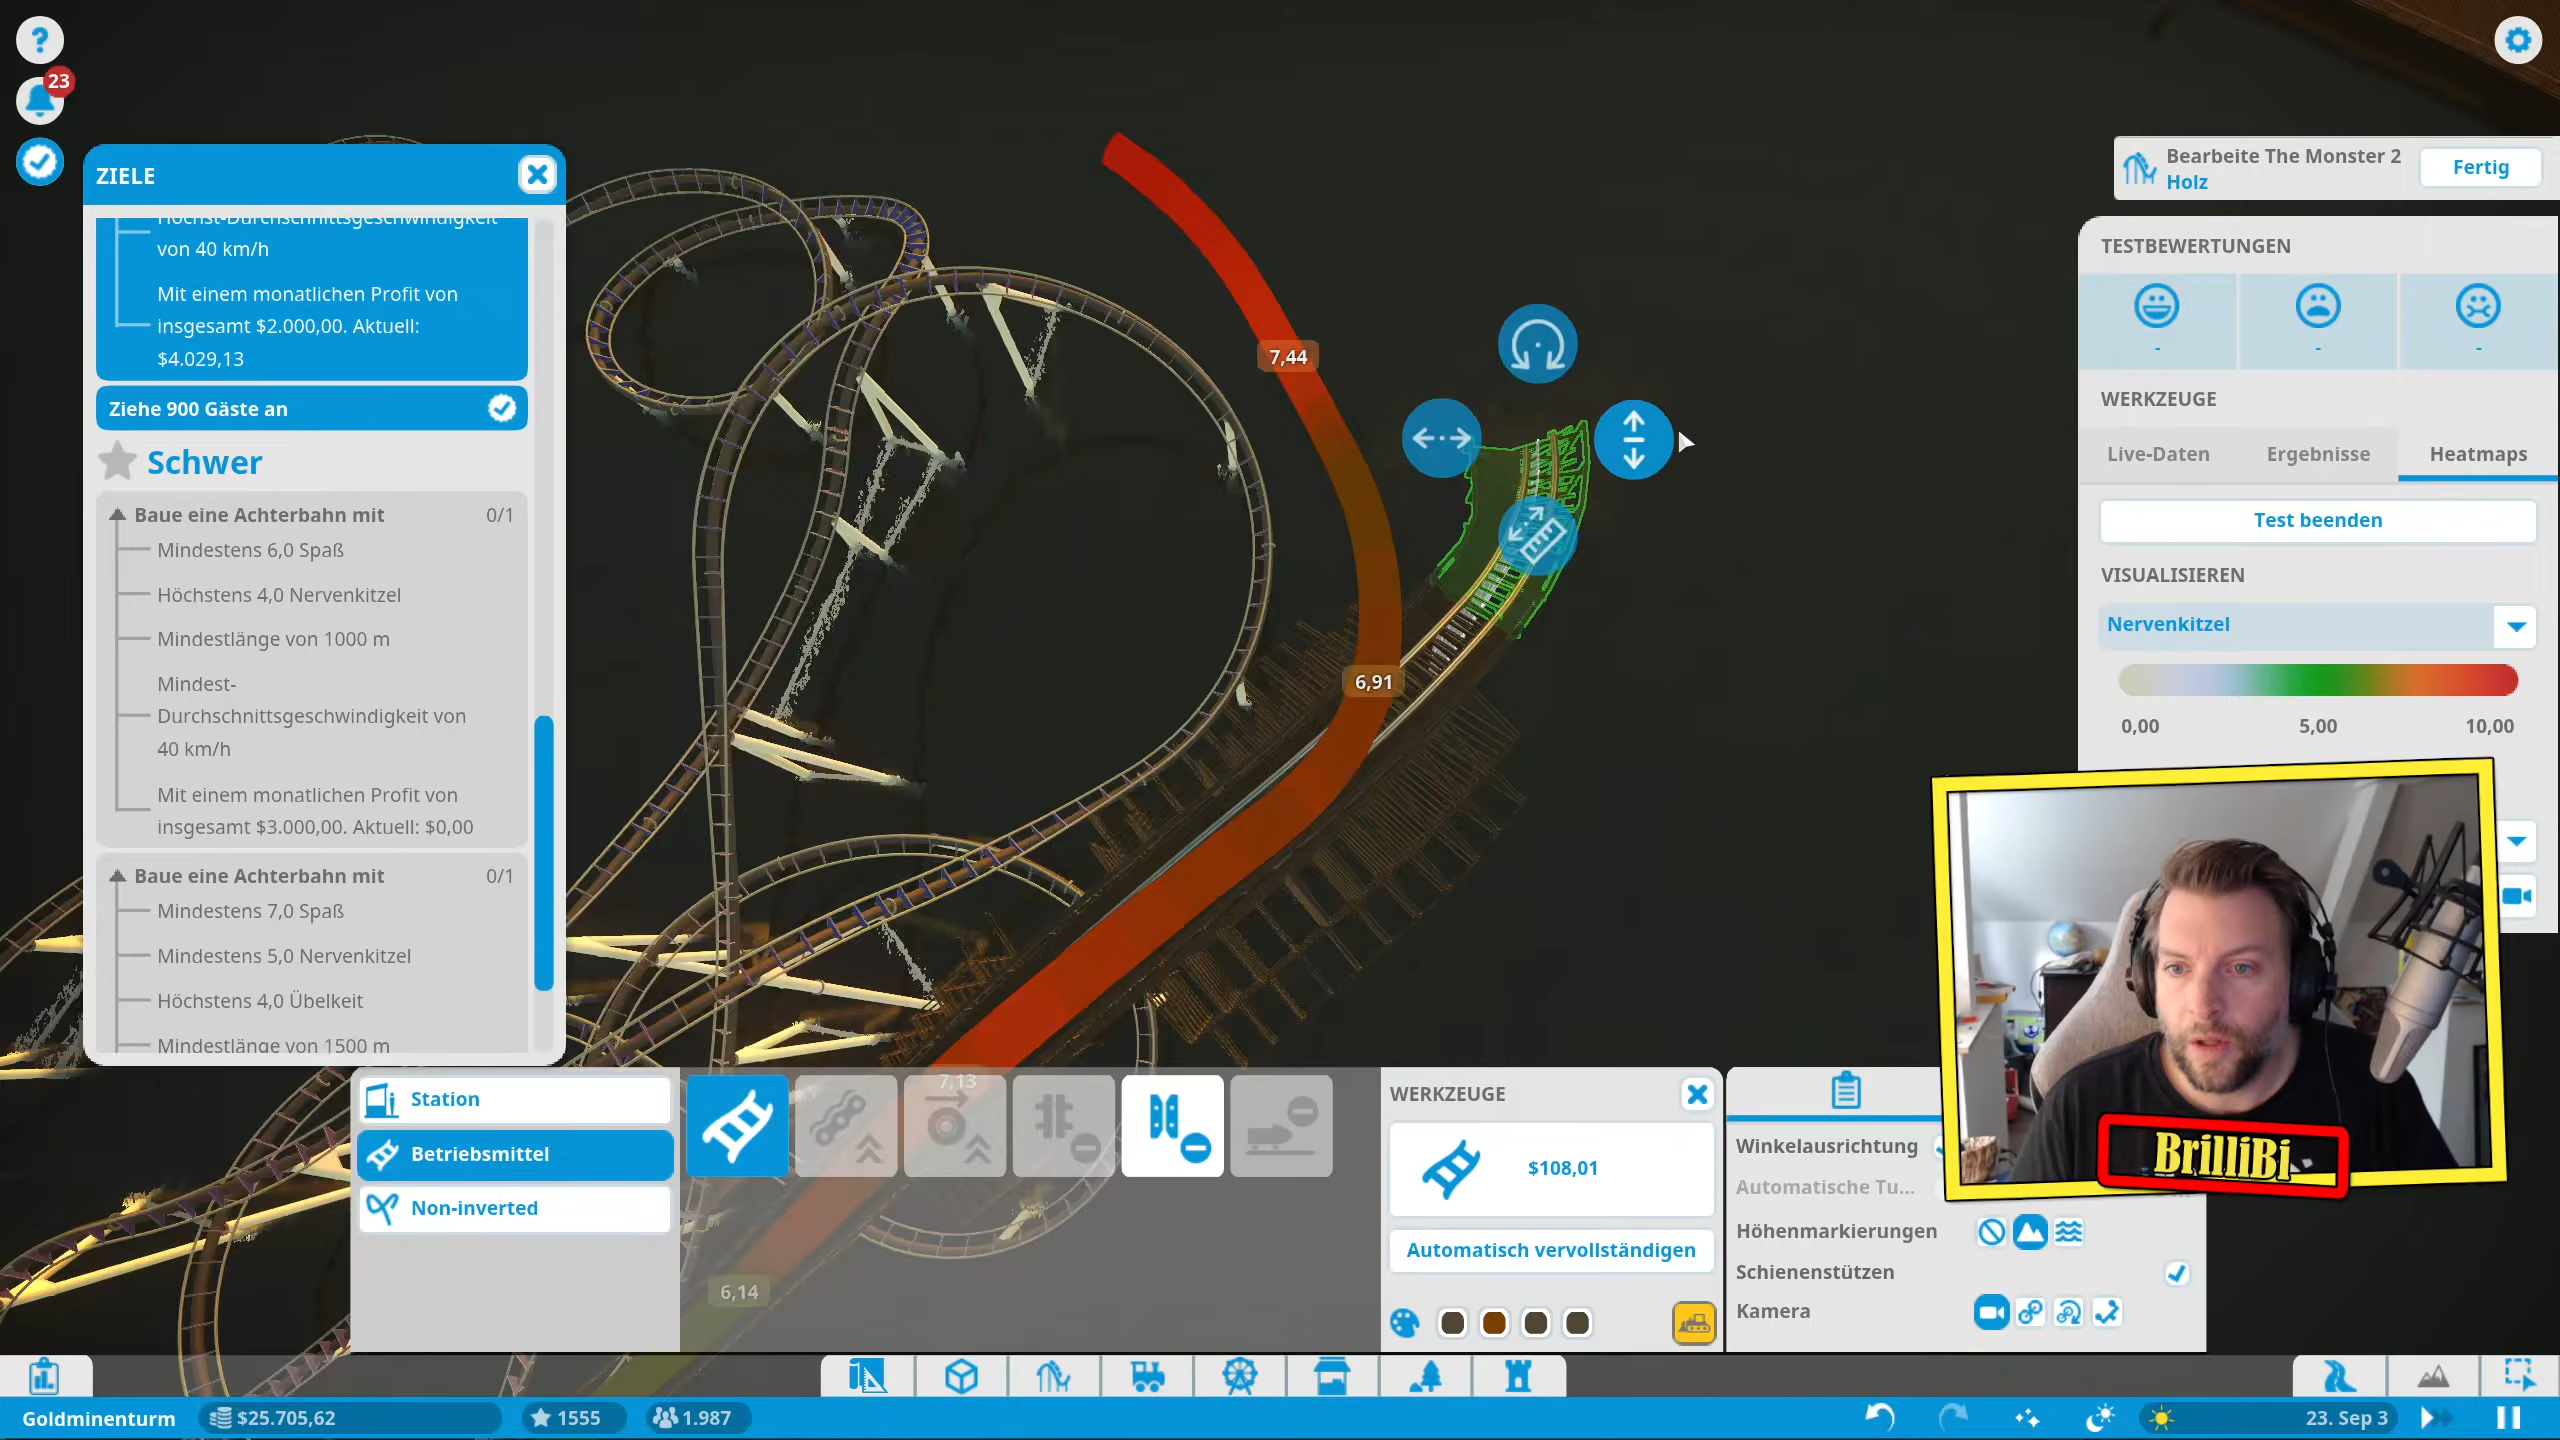 ?
23
ZIELE
Höchst-Durchschnittsgeschwindigkeit
von 40 km/h
Mit einem monatlichen Profit von
insgesamt $2.000,00. Aktuell:
$4.029,13
Ziehe 900 Gäste an
Schwer
Baue eine Achterbahn mit 0/1
Mindestens 6,0 Spaß
Höchstens 4,0 Nervenkitzel
Mindestlänge von 1000 m
Mindest-
Durchschnittsgeschwindigkeit von
40 km/h
Mit einem monatlichen Profit von
insgesamt $3.000,00. Aktuell: $0,00
Baue eine Achterbahn mit 0/1
Mindestens 7,0 Spaß
Mindestens 5,0 Nervenkitzel
Höchstens 4,0 Übelkeit
Mindestlänge von 1500 m
7,44
6,91
7,13
6,14
Bearbeite The Monster 2
Holz
Fertig
TESTBEWERTUNGEN
- - -
WERKZEUGE
Live-Daten Ergebnisse Heatmaps
Test beenden
VISUALISIEREN
Nervenkitzel
0,00 5,00 10,00
BrilliBi
Station
Betriebsmittel
Non-inverted
WERKZEUGE
$108,01
Automatisch vervollständigen
Winkelausrichtung
Automatische Tu...
Höhenmarkierungen
Schienenstützen
Kamera
Goldminenturm
$25.705,62
1555
1.987
23. Sep 3